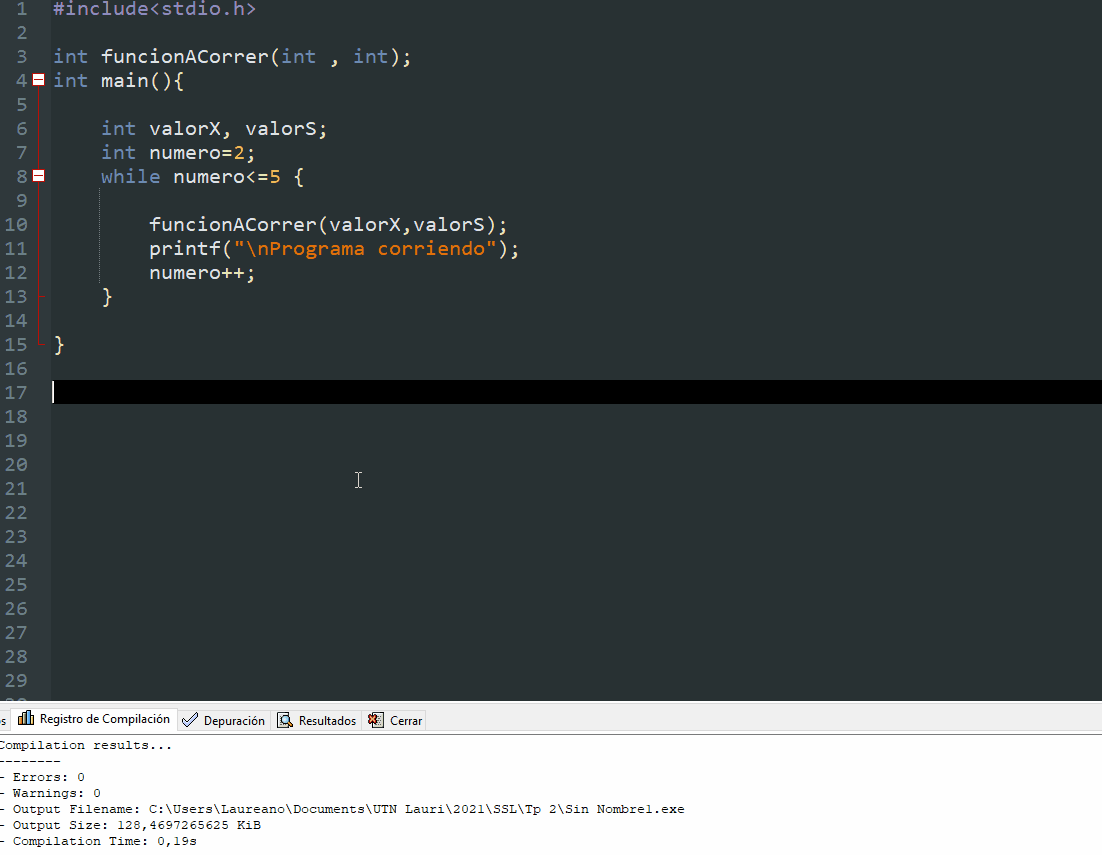 1 #include<stdio.h>
2
3 int funcionACorrer(int , int);
4 int main(){
5
6 int valorX, valorS;
7 int numero=2;
8 while numero<=5 {
9
10 funcionACorrer(valorX,valorS);
11 printf("\nPrograma corriendo");
12 numero++;
13 }
14
15 }
16
17
18
19
20
21
22
23
24
25
26
27
28
29
s Registro de Compilación Depuración Resultados Cerrar
Compilation results...
--------
- Errors: 0
- Warnings: 0
- Output Filename: C:\Users\Laureano\Documents\UTN Lauri\2021\SSL\Tp 2\Sin Nombre1.exe
- Output Size: 128,4697265625 KiB
- Compilation Time: 0,19s